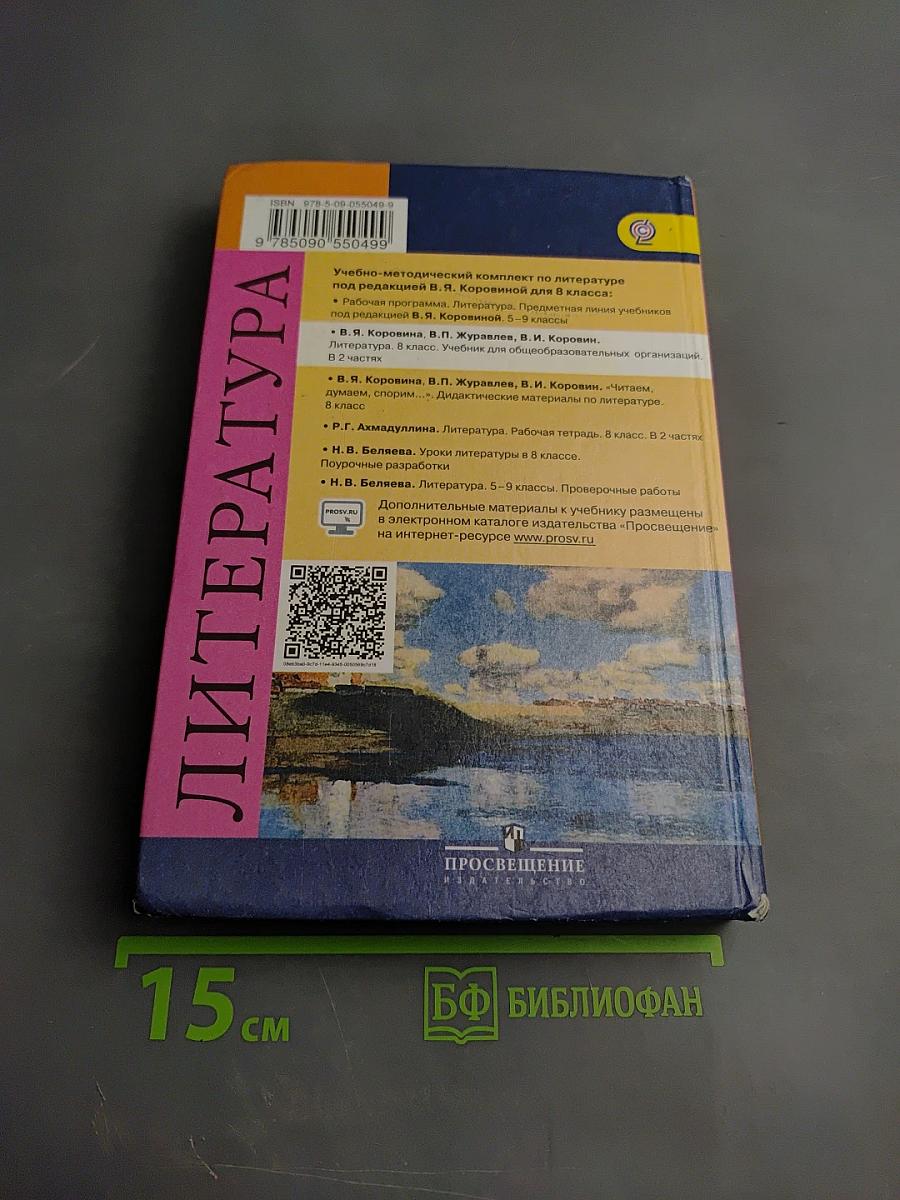 ISBN 978-5-09-055049-9
9 785090 550499
ЛИТЕРАТУРА
Учебно-методический комплект по литературе
под редакцией В.Я. Коровиной для 8 класса:
• Рабочая программа. Литература. Предметная линия учебников
под редакцией В.Я. Коровиной. 5–9 классы
• В.Я. Коровина, В.П. Журавлев, В.И. Коровин.
Литература. 8 класс. Учебник для общеобразовательных организаций.
В 2 частях
• В.Я. Коровина, В.П. Журавлев, В.И. Коровин. «Читаем,
думаем, спорим...». Дидактические материалы по литературе.
8 класс
• Р.Г. Ахмадуллина. Литература. Рабочая тетрадь. 8 класс. В 2 частях
• Н.В. Беляева. Уроки литературы в 8 классе.
Поурочные разработки
• Н.В. Беляева. Литература. 5–9 классы. Проверочные работы
PROSV.RU
Дополнительные материалы к учебнику размещены
в электронном каталоге издательства «Просвещение»
на интернет-ресурсе www.prosv.ru
ПРОСВЕЩЕНИЕ
ИЗДАТЕЛЬСТВО
15 см
БФ БИБЛИОФАН